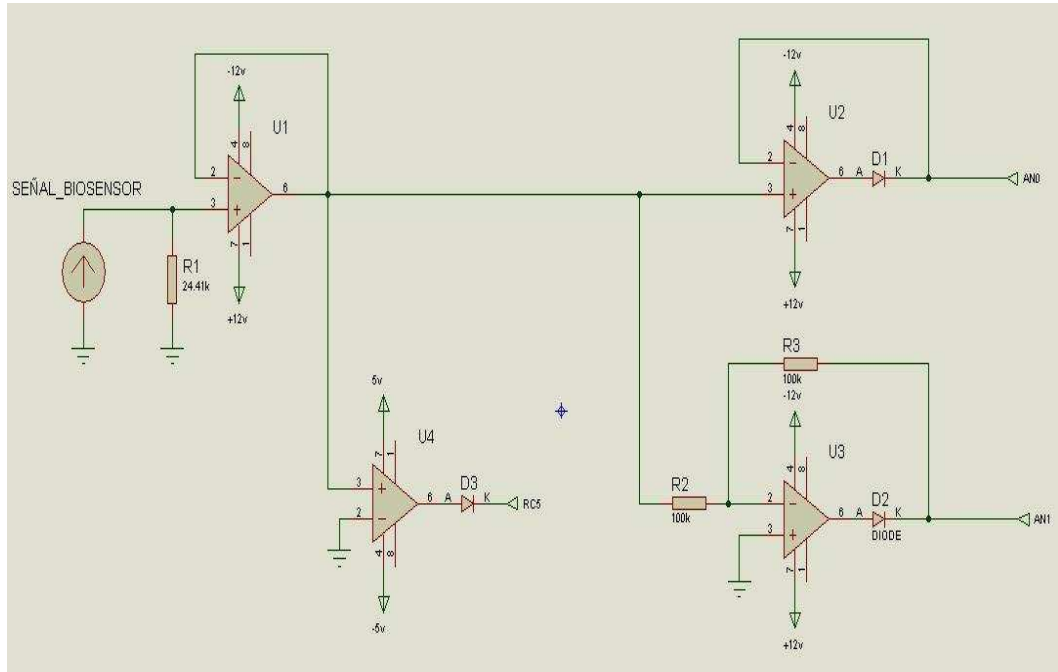 -12v
U1
4
8
2
6
3
7
1
+12v
SEÑAL_BIOSENSOR
R1
24.41k
-12v
U2
4
8
2
6
3
7
1
D1
A
K
AN0
+12v
5v
U4
7
1
3
6
2
4
8
D3
A
K
RC5
-5v
R3
100k
-12v
U3
4
8
R2
100k
2
6
3
7
1
D2
A
K
DIODE
AN1
+12v